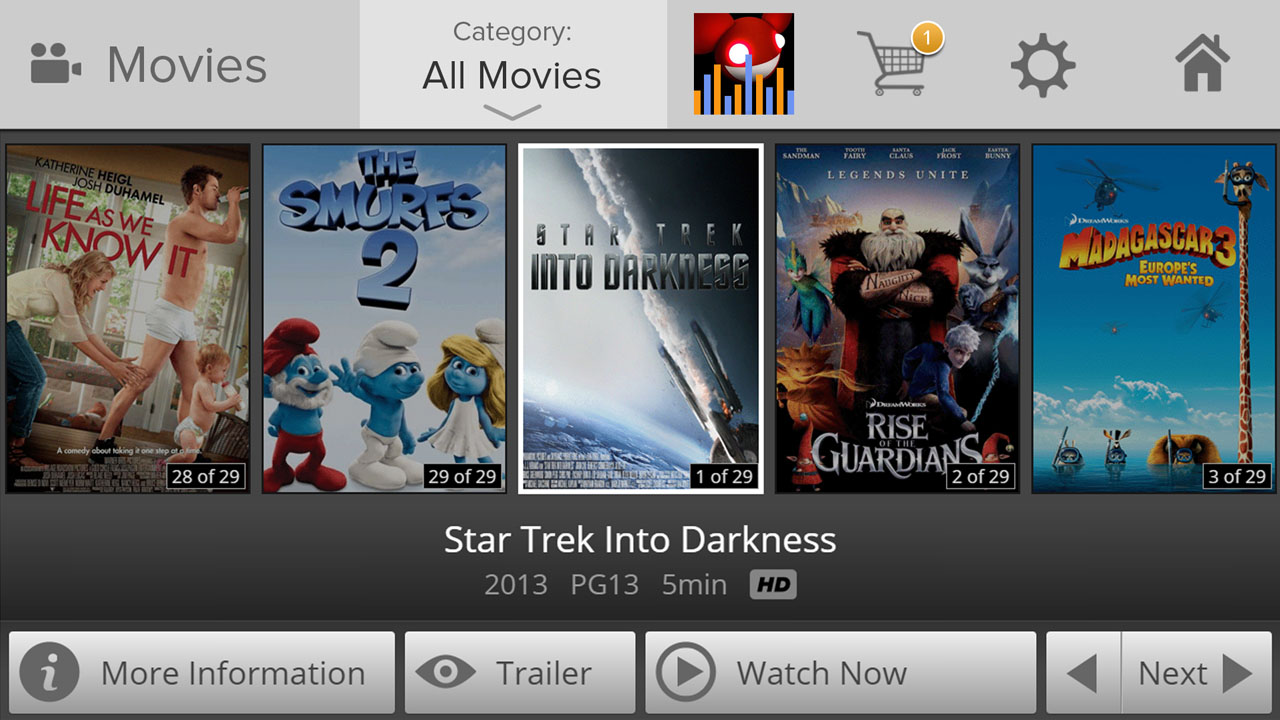 Movies
Category:
All Movies
1
KATHERINE HEIGL
JOSH DUHAMEL
LIFE AS WE
KNOW IT
A comedy about taking it one step at a time.
28 of 29
THE
SMURFS
2
29 of 29
STAR TREK
INTO DARKNESS
1 of 29
THE SANDMAN TOOTH FAIRY SANTA CLAUS JACK FROST EASTER BUNNY
LEGENDS UNITE
NAUGHTY
NICE
DREAMWORKS
RISE
OF THE
GUARDIANS
2 of 29
DREAMWORKS
MADAGASCAR 3
EUROPE'S
MOST WANTED
3 of 29
Star Trek Into Darkness
2013 PG13 5min HD
More Information
Trailer
Watch Now
Next